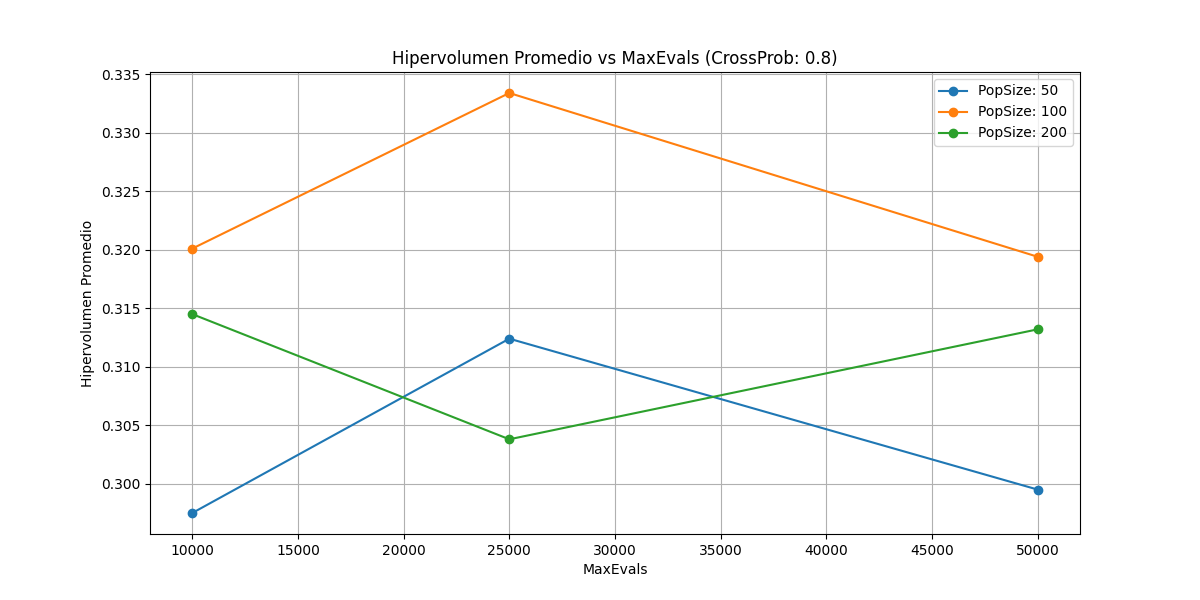 Hipervolumen Promedio vs MaxEvals (CrossProb: 0.8)
PopSize: 50
PopSize: 100
PopSize: 200
Hipervolumen Promedio
0.335
0.330
0.325
0.320
0.315
0.310
0.305
0.300
10000 15000 20000 25000 30000 35000 40000 45000 50000
MaxEvals